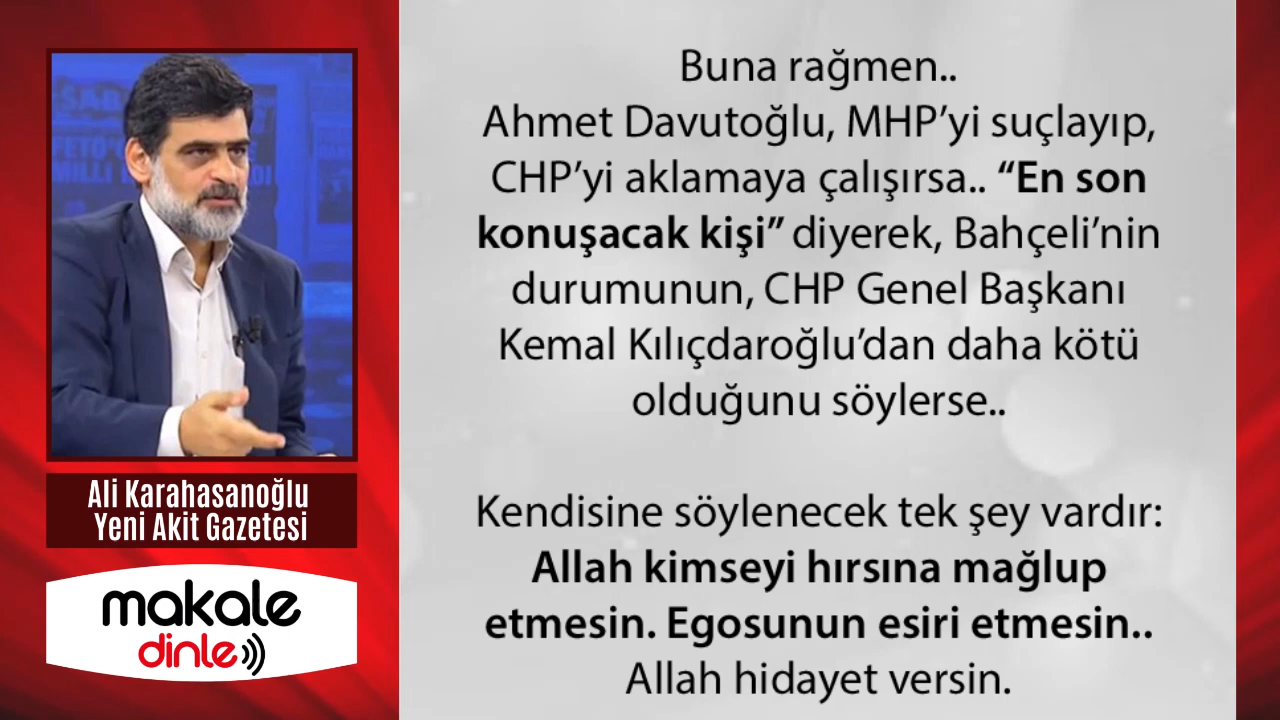 Buna rağmen..
Ahmet Davutoğlu, MHP’yi suçlayıp,
CHP’yi aklamaya çalışırsa.. “En son
konuşacak kişi” diyerek, Bahçeli’nin
durumunun, CHP Genel Başkanı
Kemal Kılıçdaroğlu’dan daha kötü
olduğunu söylerse..
Kendisine söylenecek tek şey vardır:
Allah kimseyi hırsına mağlup
etmesin. Egosunun esiri etmesin..
Allah hidayet versin.
Ali Karahasanoğlu
Yeni Akit Gazetesi
makale
dinle